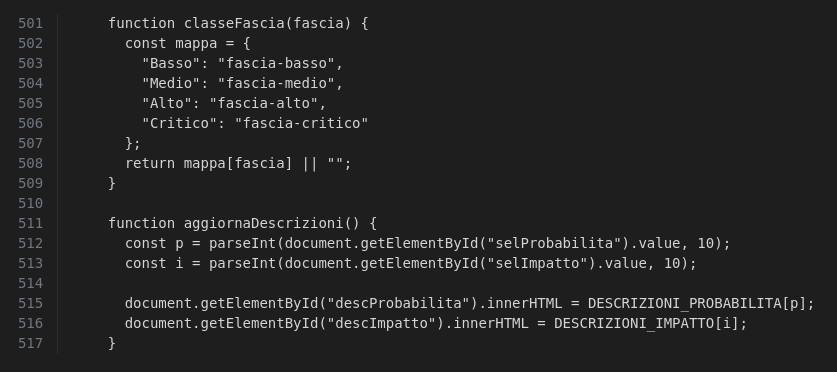 501 function classeFascia(fascia) {
502 const mappa = {
503 "Basso": "fascia-basso",
504 "Medio": "fascia-medio",
505 "Alto": "fascia-alto",
506 "Critico": "fascia-critico"
507 };
508 return mappa[fascia] || "";
509 }
510
511 function aggiornaDescrizioni() {
512 const p = parseInt(document.getElementById("selProbabilita").value, 10);
513 const i = parseInt(document.getElementById("selImpatto").value, 10);
514
515 document.getElementById("descProbabilita").innerHTML = DESCRIZIONI_PROBABILITA[p];
516 document.getElementById("descImpatto").innerHTML = DESCRIZIONI_IMPATTO[i];
517 }